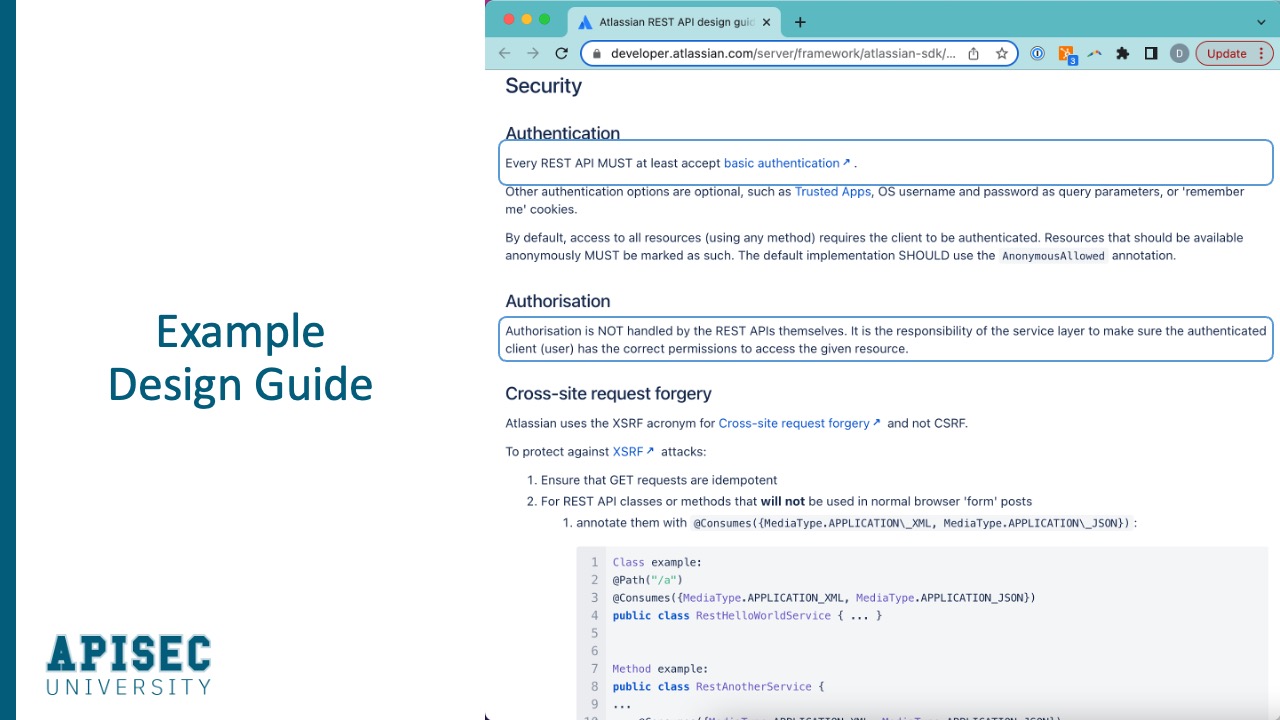 Example
Design Guide
APISEC
UNIVERSITY
Atlassian REST API design guid
developer.atlassian.com/server/framework/atlassian-sdk/...
3
D
Update
Security
Authentication
Every REST API MUST at least accept basic authentication ↗ .
Other authentication options are optional, such as Trusted Apps, OS username and password as query parameters, or 'remember
me' cookies.
By default, access to all resources (using any method) requires the client to be authenticated. Resources that should be available
anonymously MUST be marked as such. The default implementation SHOULD use the AnonymousAllowed annotation.
Authorisation
Authorisation is NOT handled by the REST APIs themselves. It is the responsibility of the service layer to make sure the authenticated
client (user) has the correct permissions to access the given resource.
Cross-site request forgery
Atlassian uses the XSRF acronym for Cross-site request forgery ↗ and not CSRF.
To protect against XSRF ↗ attacks:
1. Ensure that GET requests are idempotent
2. For REST API classes or methods that will not be used in normal browser 'form' posts
1. annotate them with @Consumes({MediaType.APPLICATION\_XML, MediaType.APPLICATION\_JSON}) :
1 Class example:
2 @Path("/a")
3 @Consumes({MediaType.APPLICATION_XML, MediaType.APPLICATION_JSON})
4 public class RestHelloWorldService { ... }
5
6
7 Method example:
8 public class RestAnotherService {
9 ...
10 @Consumes({MediaType.APPLICATION_XML, MediaType.APPLICATION_JSON})